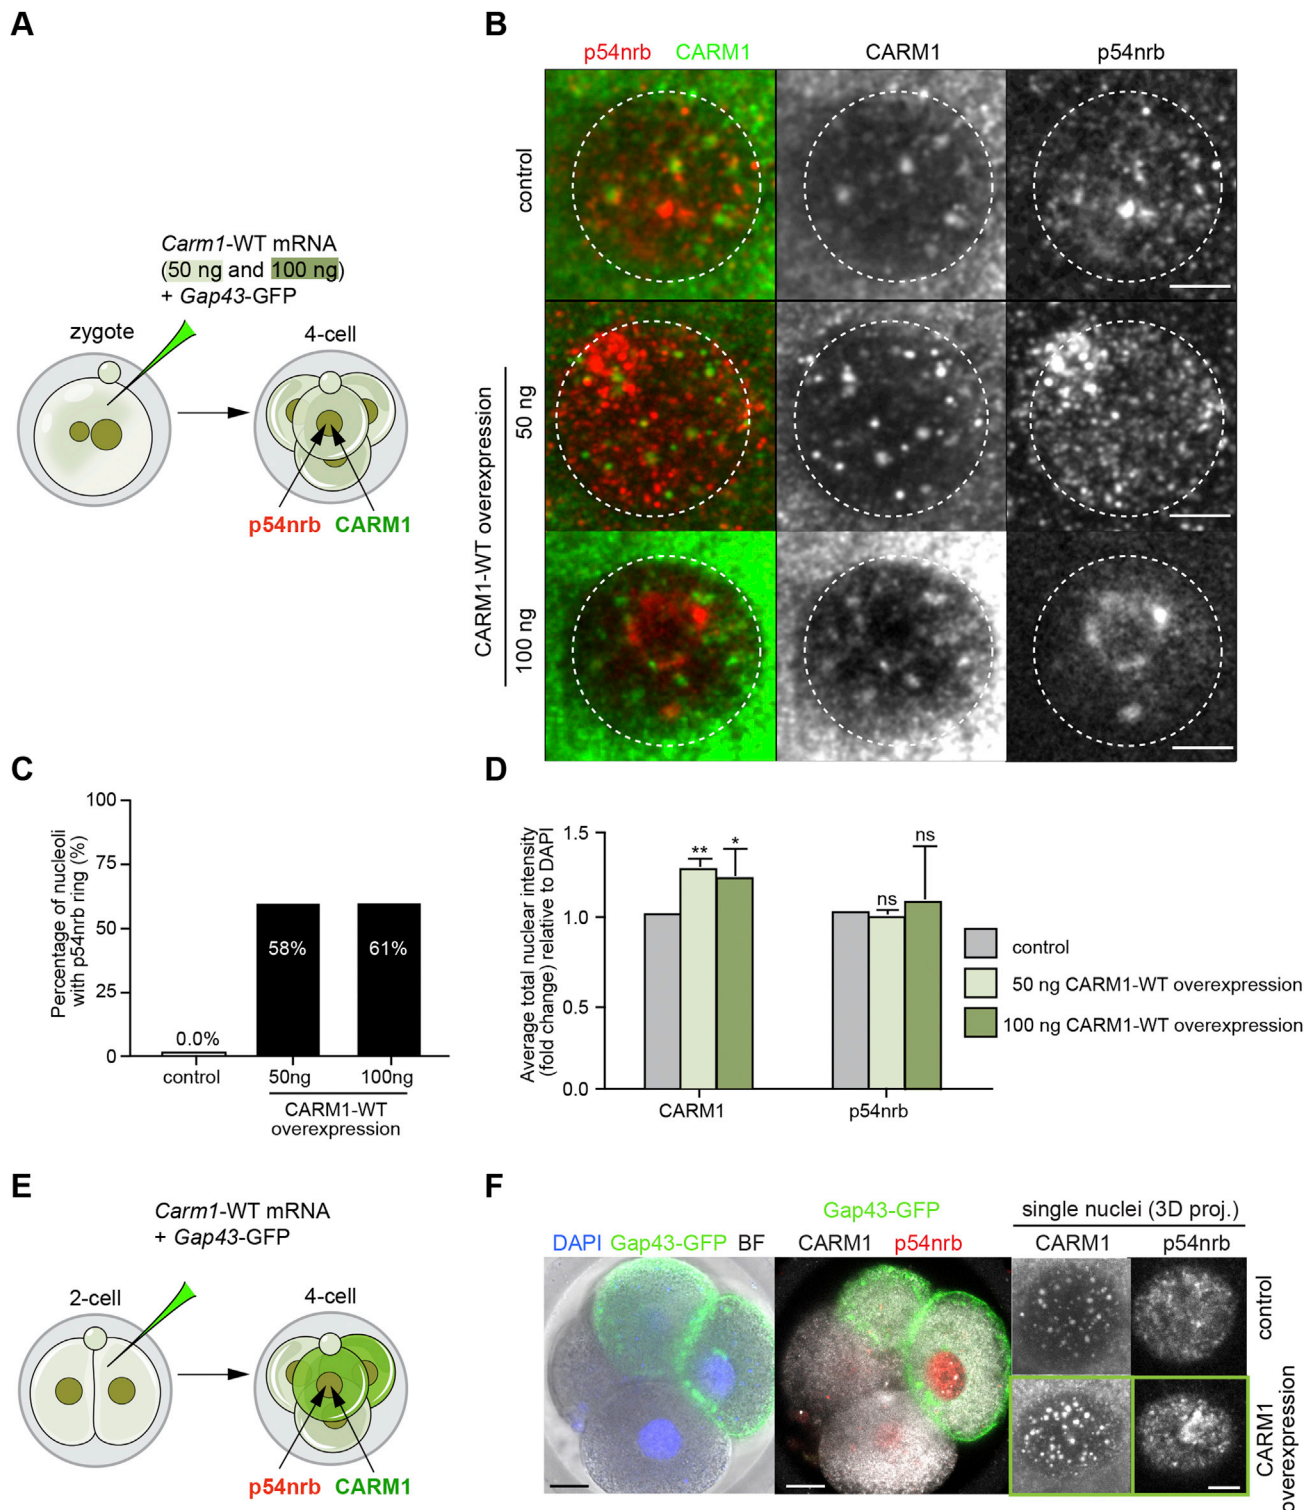 A
Carm1-WT mRNA
(50 ng and 100 ng)
+ Gap43-GFP
zygote
4-cell
p54nrb CARM1
B
p54nrb CARM1
CARM1
p54nrb
control
CARM1-WT overexpression
50 ng
100 ng
C
Percentage of nucleoli
with p54nrb ring (%)
100
75
50
25
0
0.0%
58%
61%
control
50ng
100ng
CARM1-WT
overexpression
D
Average total nuclear intensity
(fold change) relative to DAPI
1.5
1.0
0.5
0.0
**
*
ns
ns
CARM1
p54nrb
control
50 ng CARM1-WT overexpression
100 ng CARM1-WT overexpression
E
Carm1-WT mRNA
+ Gap43-GFP
2-cell
4-cell
p54nrb CARM1
F
DAPI Gap43-GFP BF
Gap43-GFP
CARM1 p54nrb
single nuclei (3D proj.)
CARM1
p54nrb
control
CARM1
overexpression